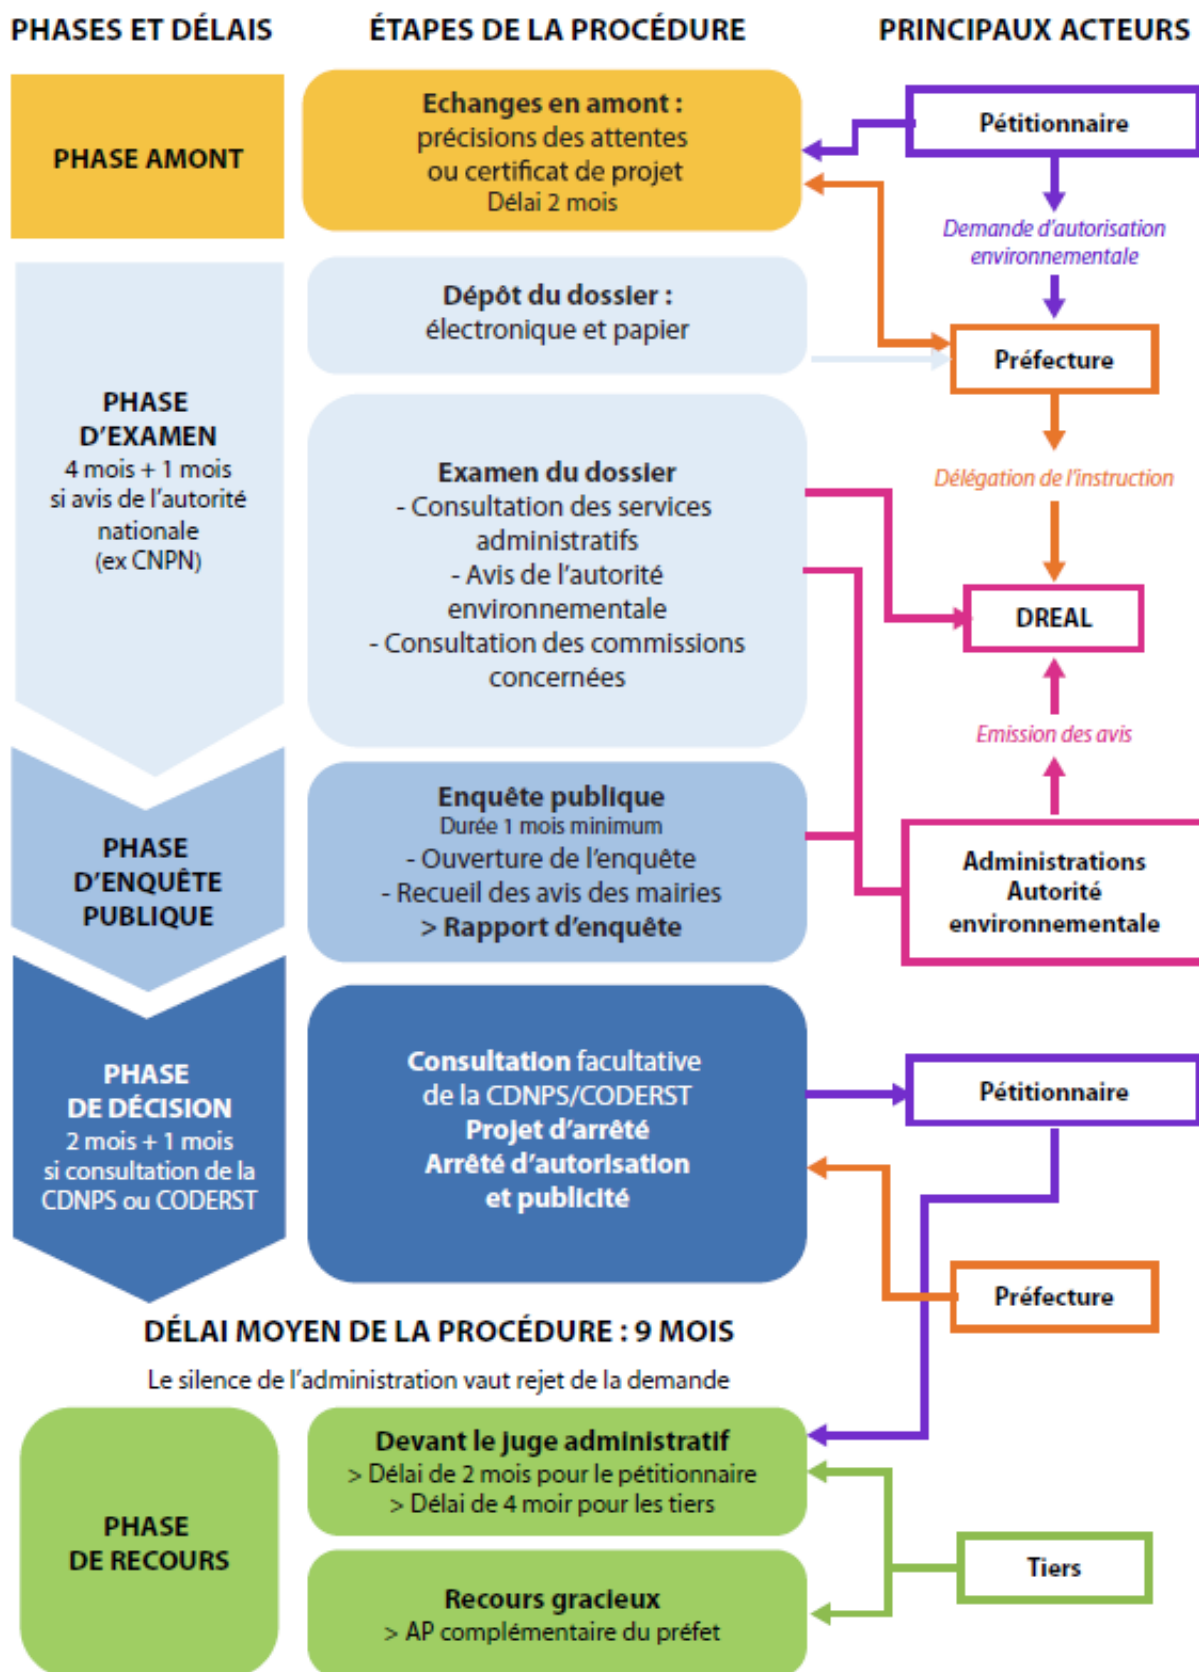 PHASES ET DÉLAIS
ÉTAPES DE LA PROCÉDURE
PRINCIPAUX ACTEURS
PHASE AMONT
Echanges en amont :
précisions des attentes
ou certificat de projet
Délai 2 mois
Pétitionnaire
Demande d'autorisation
environnementale
PHASE
D'EXAMEN
4 mois + 1 mois
si avis de l'autorité
nationale
(ex CNPN)
Dépôt du dossier :
électronique et papier
Préfecture
Délégation de l'instruction
Examen du dossier
- Consultation des services
administratifs
- Avis de l'autorité
environnementale
- Consultation des commissions
concernées
DREAL
Emission des avis
PHASE
D'ENQUÊTE
PUBLIQUE
Enquête publique
Durée 1 mois minimum
- Ouverture de l'enquête
- Recueil des avis des mairies
> Rapport d'enquête
Administrations
Autorité
environnementale
PHASE
DE DÉCISION
2 mois + 1 mois
si consultation de la
CDNPS ou CODERST
Consultation facultative
de la CDNPS/CODERST
Projet d'arrêté
Arrêté d'autorisation
et publicité
Pétitionnaire
Préfecture
DÉLAI MOYEN DE LA PROCÉDURE : 9 MOIS
Le silence de l'administration vaut rejet de la demande
PHASE
DE RECOURS
Devant le juge administratif
> Délai de 2 mois pour le pétitionnaire
> Délai de 4 moir pour les tiers
Recours gracieux
> AP complémentaire du préfet
Tiers